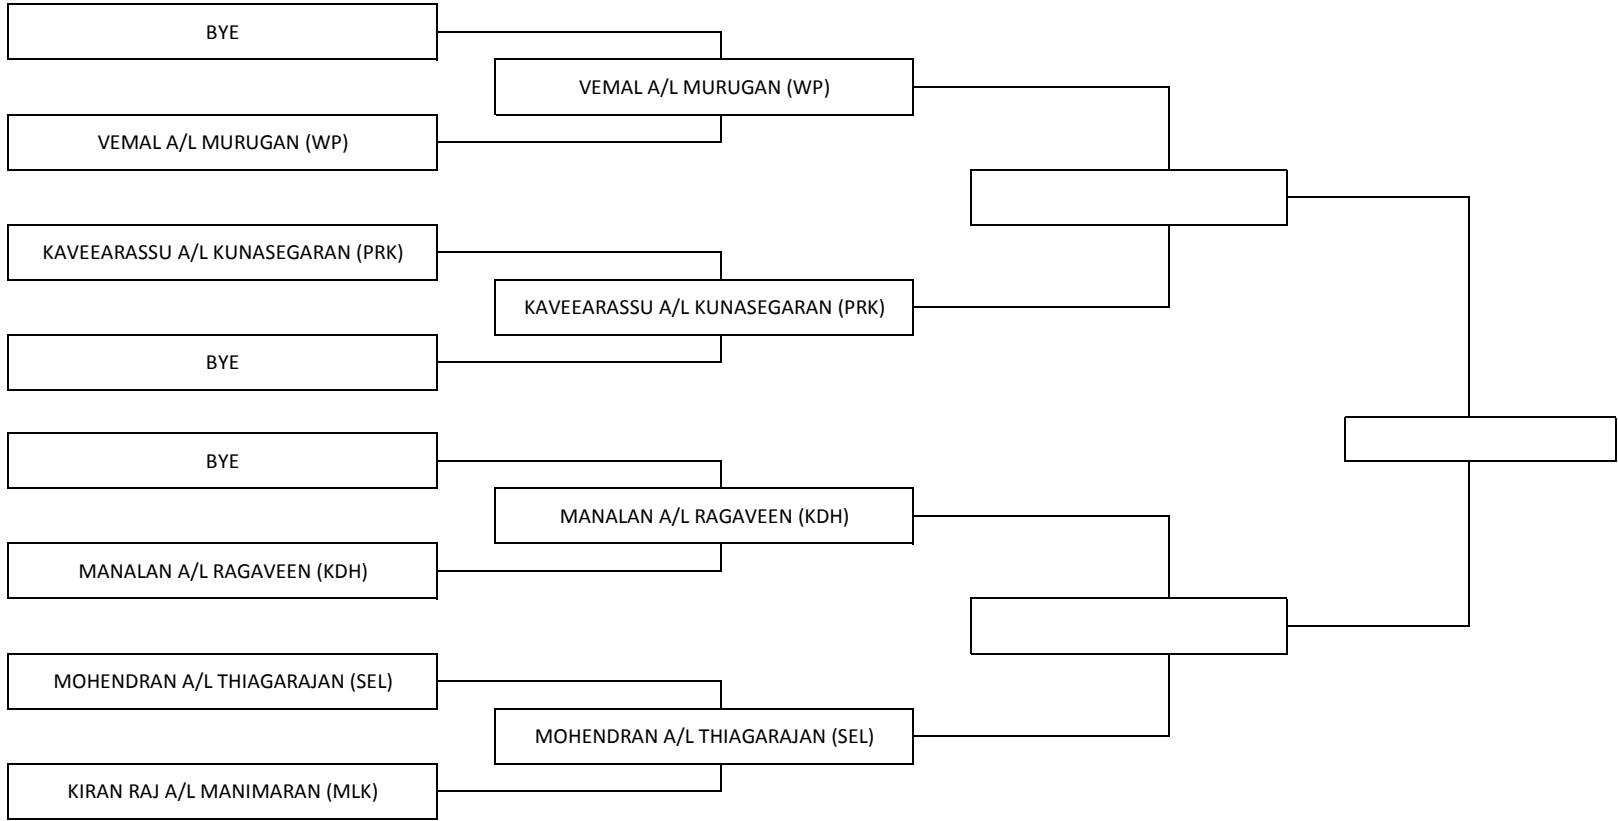 BYE
VEMAL A/L MURUGAN (WP)
VEMAL A/L MURUGAN (WP)
KAVEEARASSU A/L KUNASEGARAN (PRK)
KAVEEARASSU A/L KUNASEGARAN (PRK)
BYE
BYE
MANALAN A/L RAGAVEEN (KDH)
MANALAN A/L RAGAVEEN (KDH)
MOHENDRAN A/L THIAGARAJAN (SEL)
MOHENDRAN A/L THIAGARAJAN (SEL)
KIRAN RAJ A/L MANIMARAN (MLK)